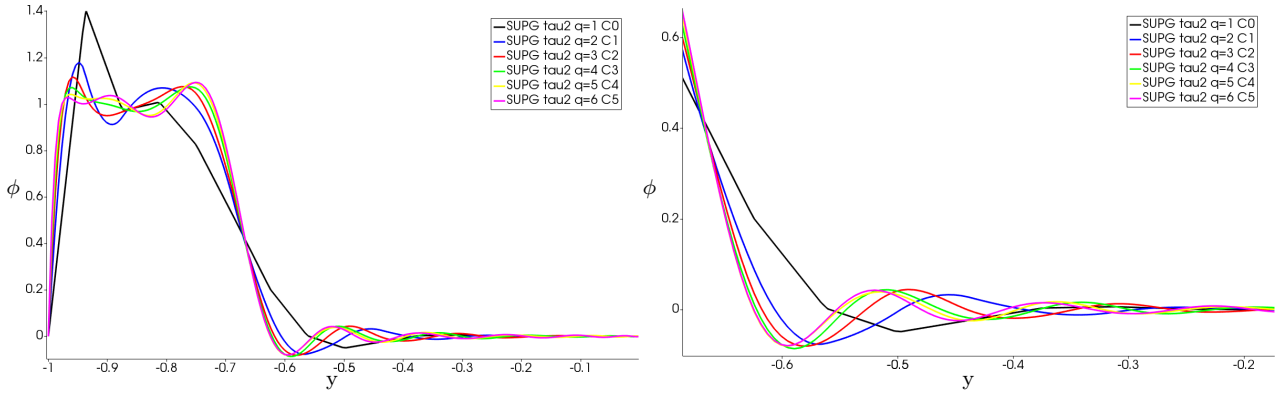 1.4
1.2
1
0.8
0.6
0.4
0.2
0
ϕ
-1
-0.9
-0.8
-0.7
-0.6
-0.5
-0.4
-0.3
-0.2
-0.1
y
SUPG tau2 q=1 C0
SUPG tau2 q=2 C1
SUPG tau2 q=3 C2
SUPG tau2 q=4 C3
SUPG tau2 q=5 C4
SUPG tau2 q=6 C5
0.6
0.4
0.2
0
ϕ
-0.6
-0.5
-0.4
-0.3
-0.2
y
SUPG tau2 q=1 C0
SUPG tau2 q=2 C1
SUPG tau2 q=3 C2
SUPG tau2 q=4 C3
SUPG tau2 q=5 C4
SUPG tau2 q=6 C5